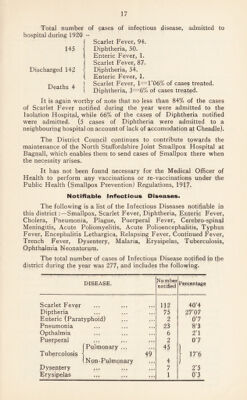 17
Total number of cases of infectious disease, admitted to
hospital during 1920 –
Scarlet Fever, 94.
145 Diphtheria, 50.
Enteric Fever, 1.
Scarlet Fever, 87.
Discharged 142 Diphtheria, 54.
Enteric Fever, 1.
Deaths 4 Scarlet Fever, 1=1'06% of cases treated.
Diphtheria, 3=6% of cases treated.
It is again worthy of note that no less than 84% of the cases
of Scarlet Fever notified during the year were admitted to the
Isolation Hospital, while 66% of the cases of Diphtheria notified
were admitted. (5 cases of Diphtheria were admitted to a
neighbouring hospital on account of lack of accomodation at Cheadle).
The District Council continues to contribute towards the
maintenance of the North Staffordshire Joint Smallpox Hospital at
Bagnall, which enables them to send cases of Smallpox there when
the necessity arises.
It has not been found necessary for the Medical Officer of
Health to perform any vaccinations or re-vaccinations under the
Public Health (Smallpox Prevention) Regulations, 1917.
Notifiable Infectious Diseases.
The following is a list of the Infectious Diseases notifiable in
this district:—Smallpox, Scarlet Fever, Diphtheria, Enteric Fever,
Cholera, Pneumonia, Plague, Puerperal Fever, Cerebro-spinal
Meningitis, Acute Poliomyelitis, Acute Polioencephalitis, Typhus
Fever, Encephalitis Lethargica, Relapsing Fever, Continued Fever,
Trench Fever, Dysentery, Malaria, Erysipelas, Tuberculosis,
Ophthalmia Neonatorum.
The total number of cases of Infectious Disease notified in the
district during the year was 277, and includes the following.
DISEASE. Number notified Percentage
Scarlet Fever ... ... ... 112 40'4
Diptheria ... ... ... 75 27'07
Enteric (Paratyphoid) ... ... 2 0'7
Pneumonia ... ... ... 23 8'3
Opthalmia ... ... ... 6 2'1
Puerperal ... ... ... 2 0'7
Pulmonary ... 45
Tuberculosis 49 17'6
Non-Pulmonary 4
Dysentery ... ... ... 7 2'5
Erysipelas ... ... ... 1 0'3